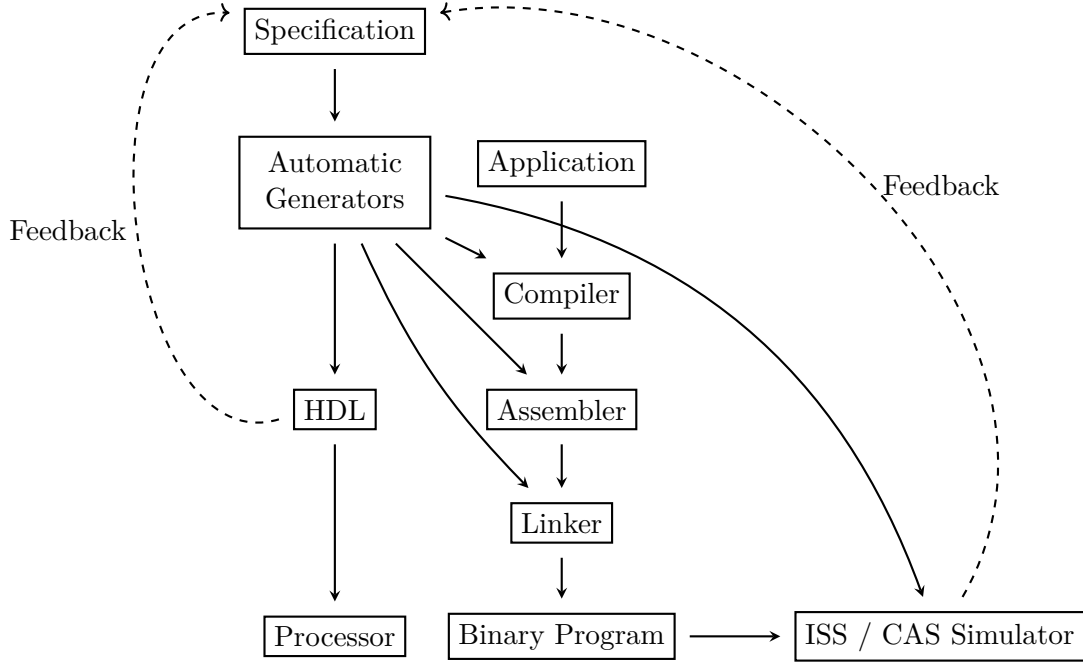 Specification
Automatic
Generators
Application
Feedback
Feedback
Compiler
HDL
Assembler
Linker
Processor
Binary Program
ISS / CAS Simulator